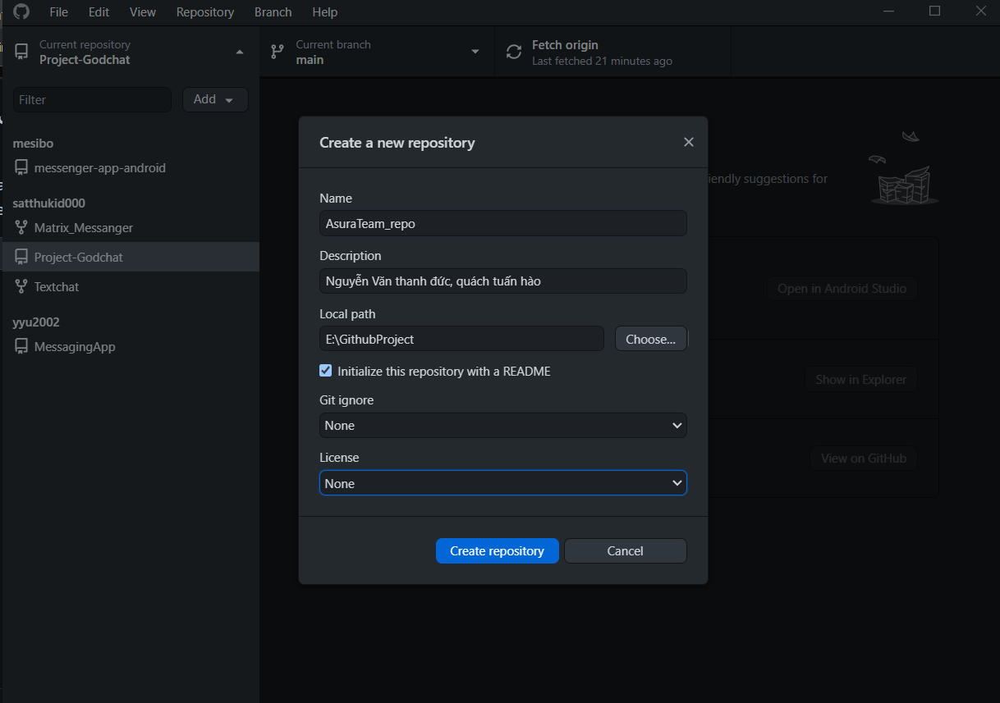 File Edit View Repository Branch Help
Current repository
Project-Godchat
Current branch
main
Fetch origin
Last fetched 21 minutes ago
Filter
Add
mesibo
messenger-app-android
satthukid000
Matrix_Messanger
Project-Godchat
Textchat
yyu2002
MessagingApp
Create a new repository
Name
AsuraTeam_repo
Description
Nguyễn Văn thanh đức, quách tuấn hào
Local path
E:\GithubProject
Choose...
Initialize this repository with a README
Git ignore
None
License
None
Create repository
Cancel
suggestions for
Open in Android Studio
Show in Explorer
View on GitHub